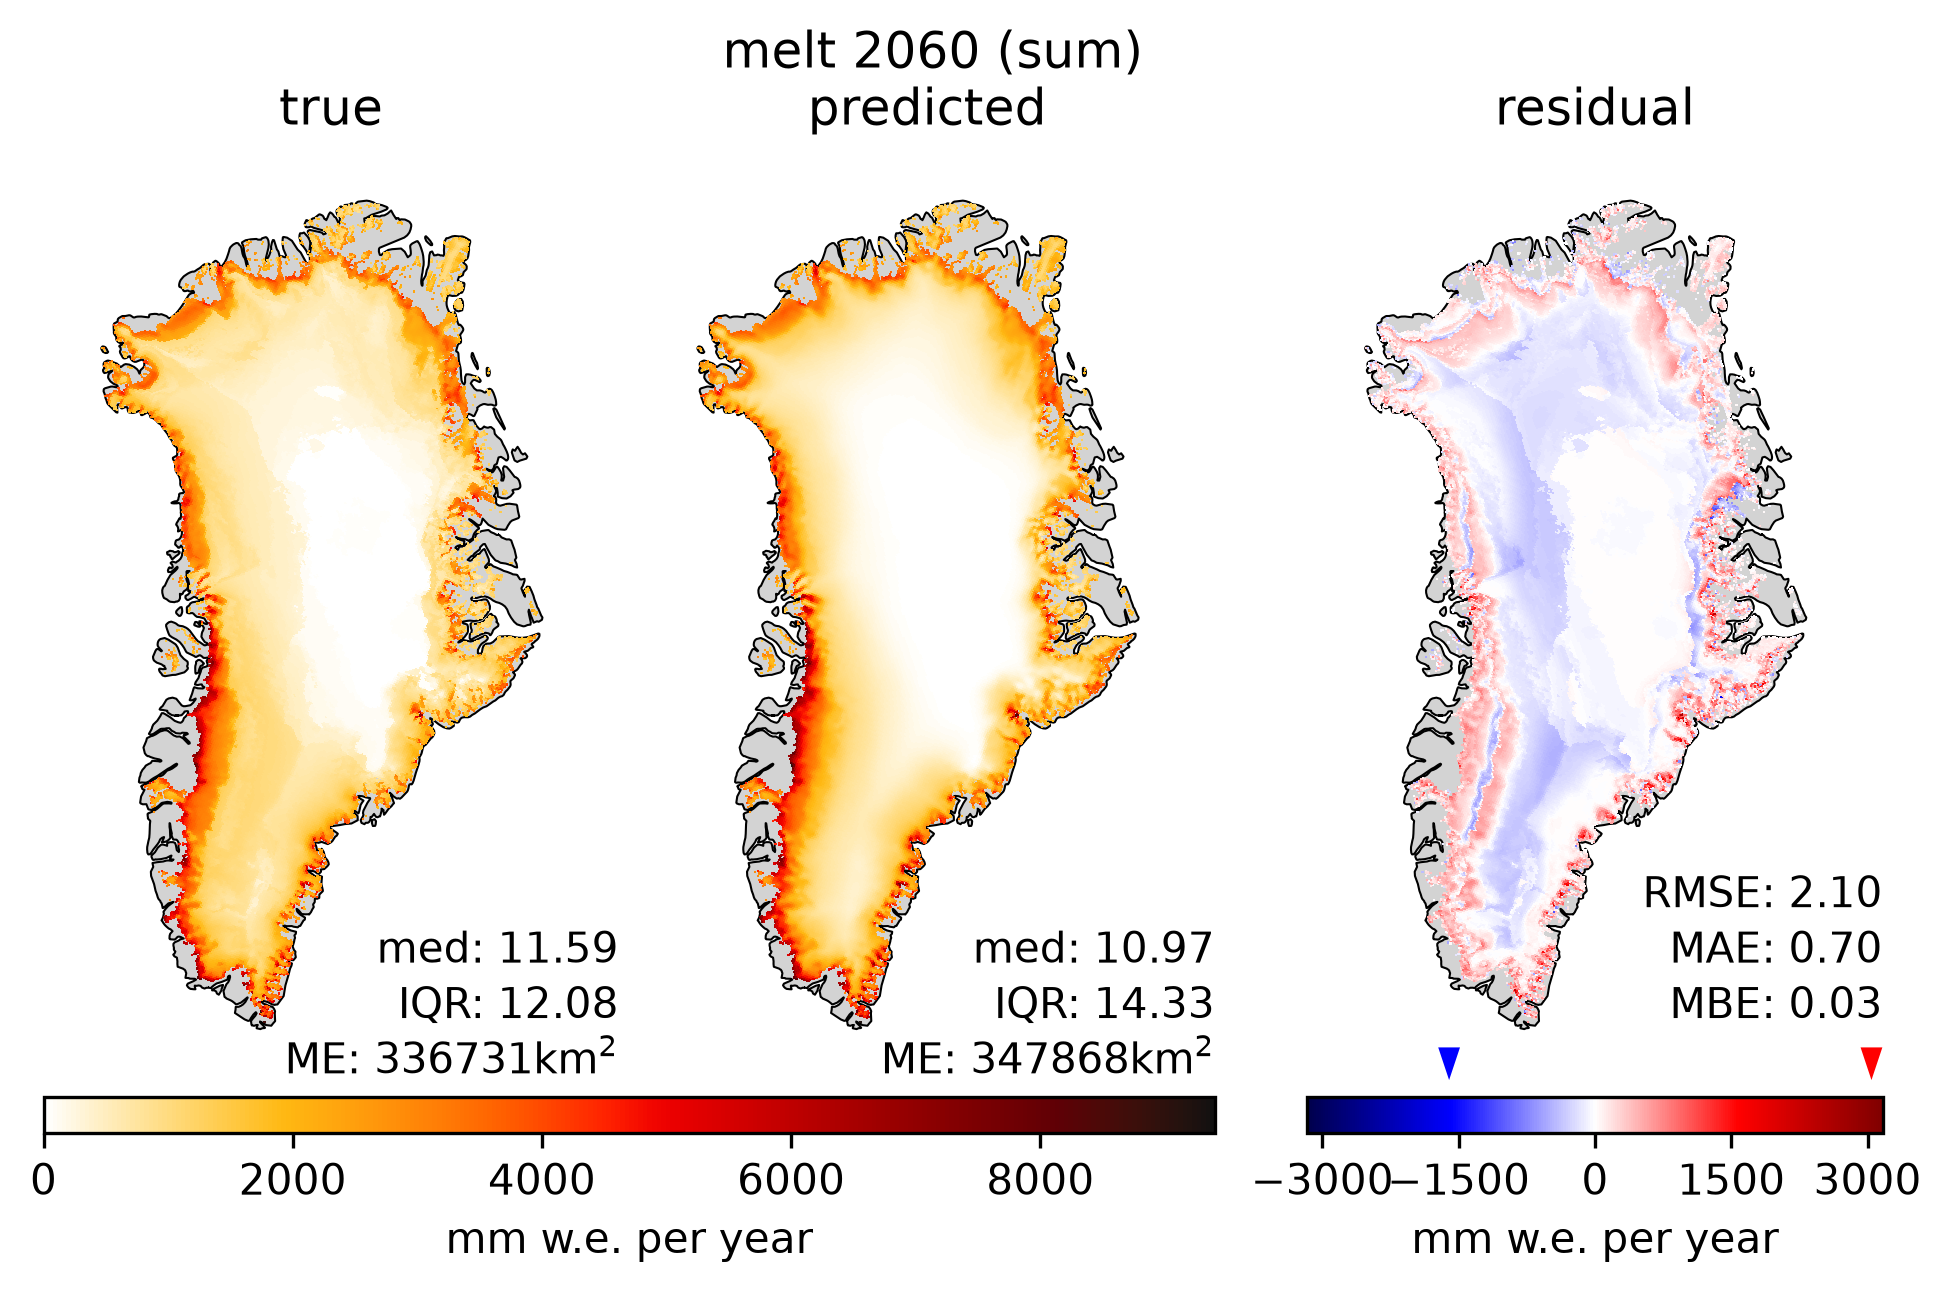 melt 2060 (sum)
true
predicted
residual
med: 11.59
IQR: 12.08
ME: 336731km²
med: 10.97
IQR: 14.33
ME: 347868km²
RMSE: 2.10
MAE: 0.70
MBE: 0.03
0 2000 4000 6000 8000
mm w.e. per year
−3000 −1500 0 1500 3000
mm w.e. per year